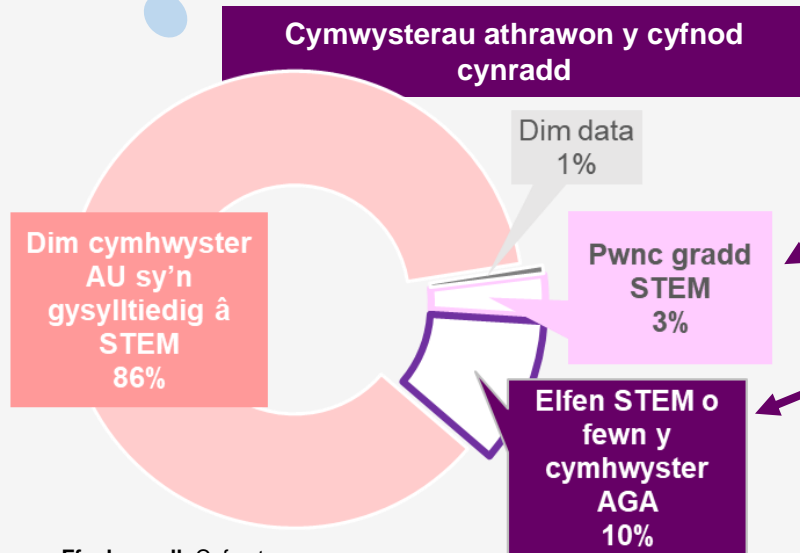 Cymwysterau athrawon y cyfnod
cynradd
Dim data
1%
Dim cymhwyster
AU sy'n
gysylltiedig â
STEM
86%
Pwnc gradd
STEM
3%
Elfen STEM o
fewn y
cymhwyster
AGA
10%